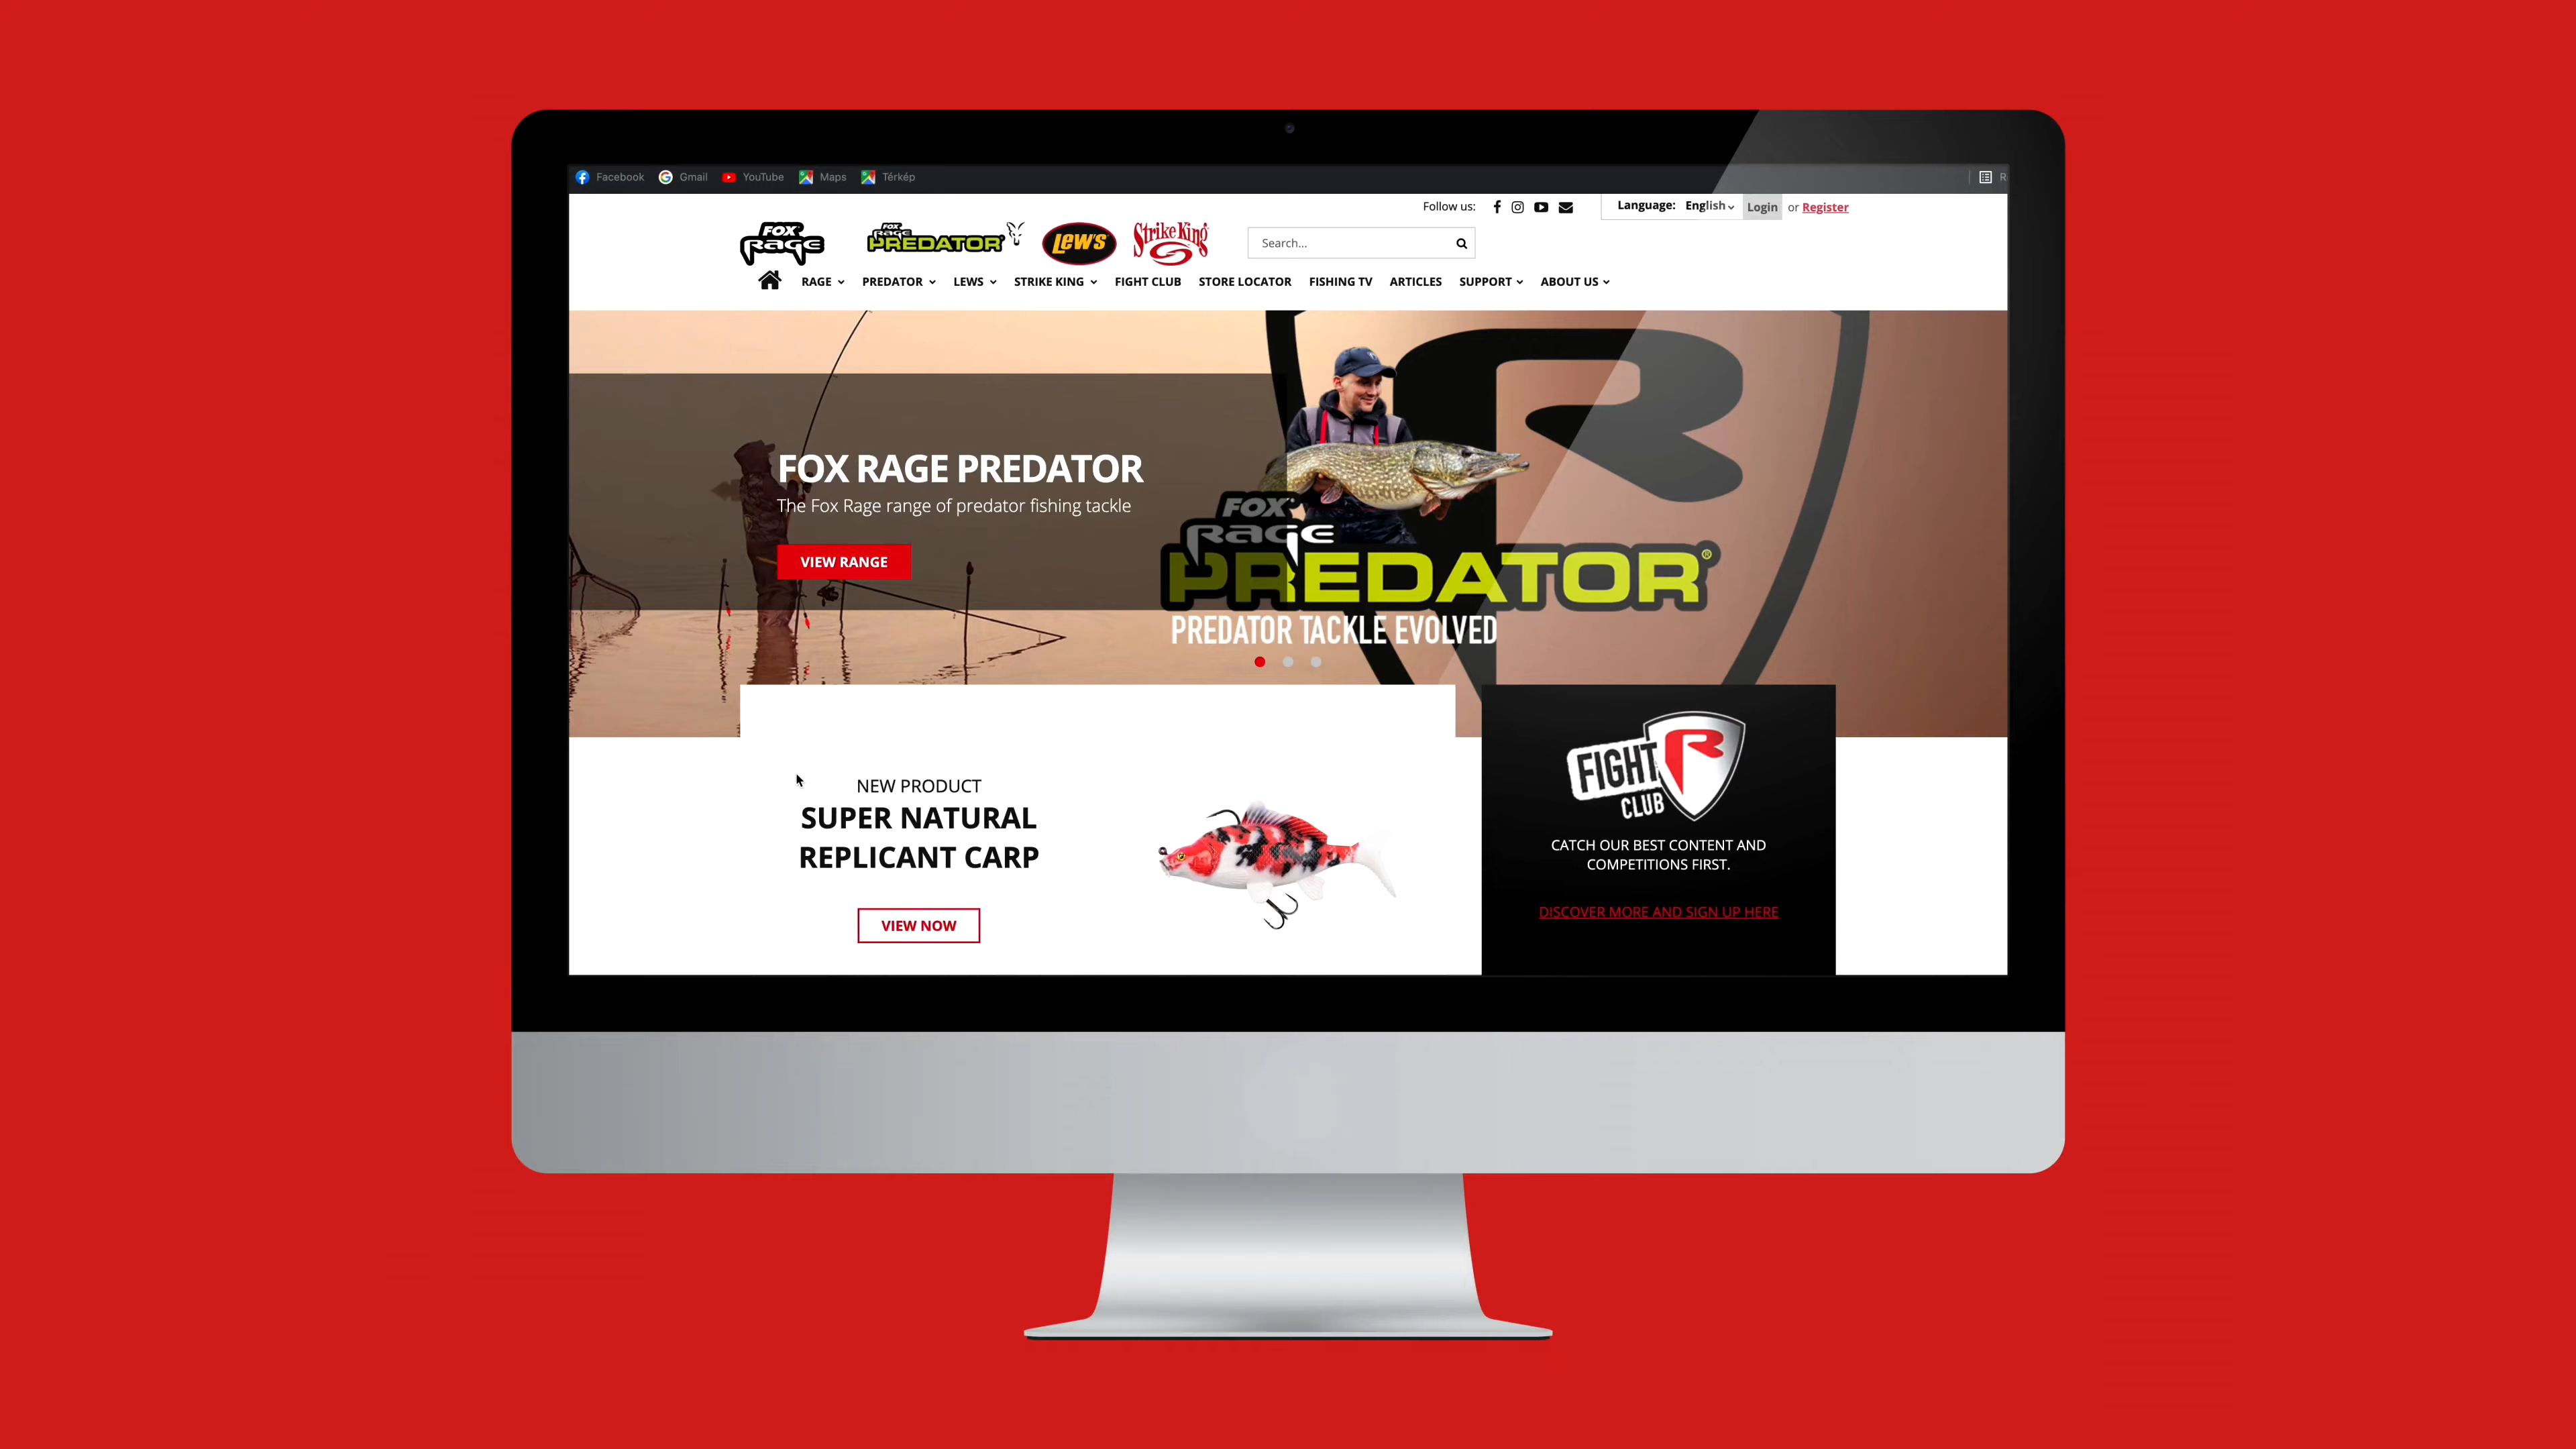 Facebook Gmail YouTube Maps Térkép R
Follow us: Language: English Login or Register
FOX RAGE
FOX RAGE PREDATOR
LEW'S
Strike King
Search...
RAGE PREDATOR LEWS STRIKE KING FIGHT CLUB STORE LOCATOR FISHING TV ARTICLES SUPPORT ABOUT US
FOX RAGE PREDATOR
The Fox Rage range of predator fishing tackle
VIEW RANGE
FOX
RAGE
PREDATOR®
PREDATOR TACKLE EVOLVED
NEW PRODUCT
SUPER NATURAL
REPLICANT CARP
VIEW NOW
FIGHT
CLUB
R
CATCH OUR BEST CONTENT AND
COMPETITIONS FIRST.
DISCOVER MORE AND SIGN UP HERE